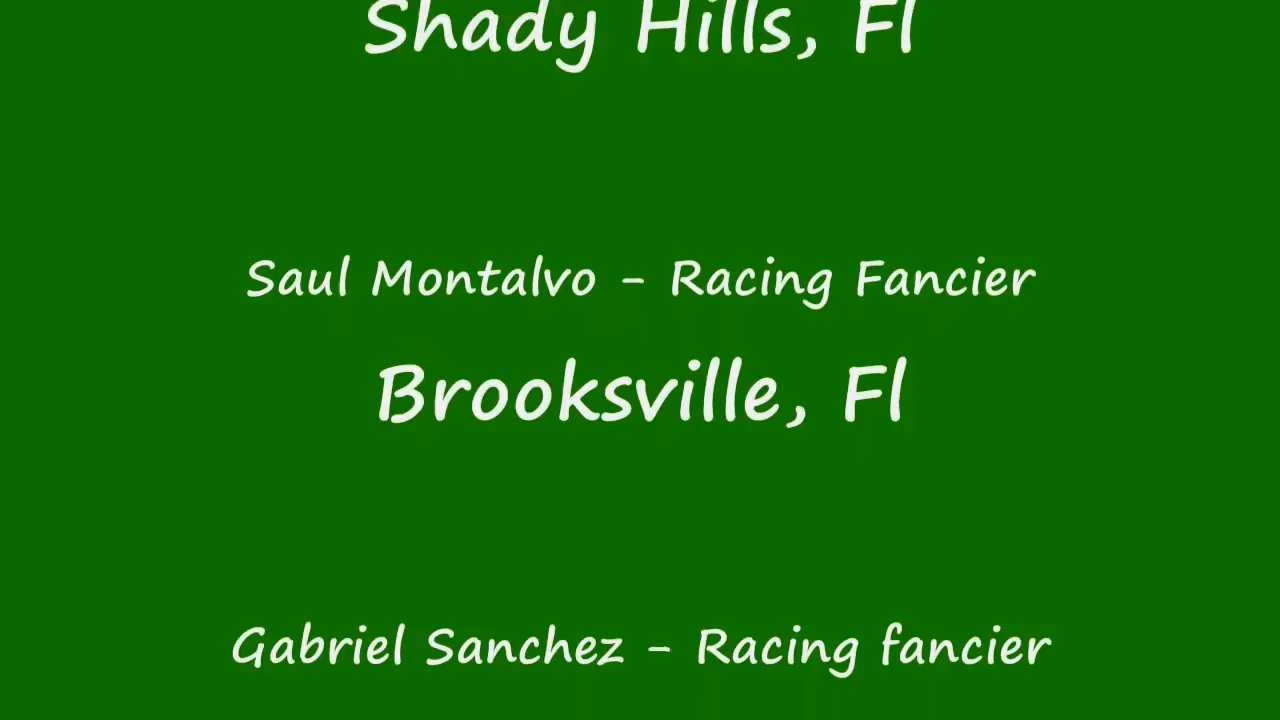 Shady Hills, Fl
Saul Montalvo - Racing Fancier
Brooksville, Fl
Gabriel Sanchez - Racing fancier